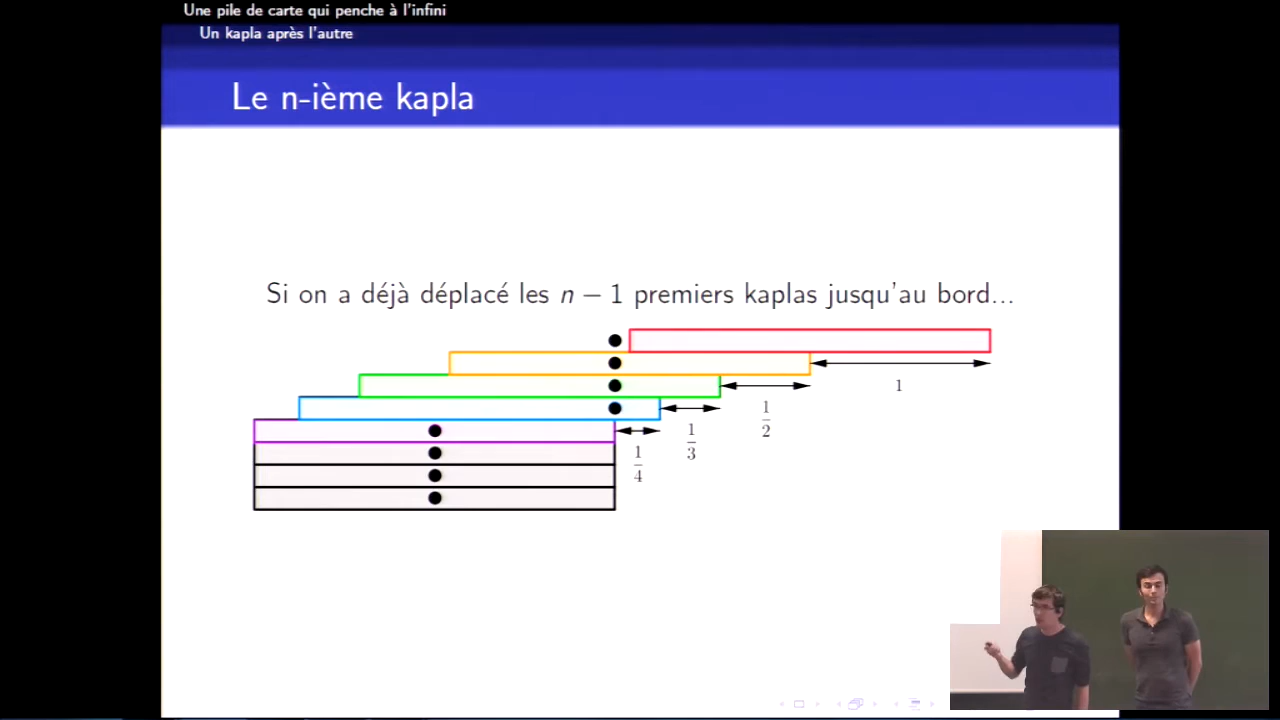 Une pile de carte qui penche à l'infini
Un kapla après l'autre
Le n-ième kapla
Si on a déjà déplacé les n − 1 premiers kaplas jusqu'au bord...
1
1/2
1/3
1/4